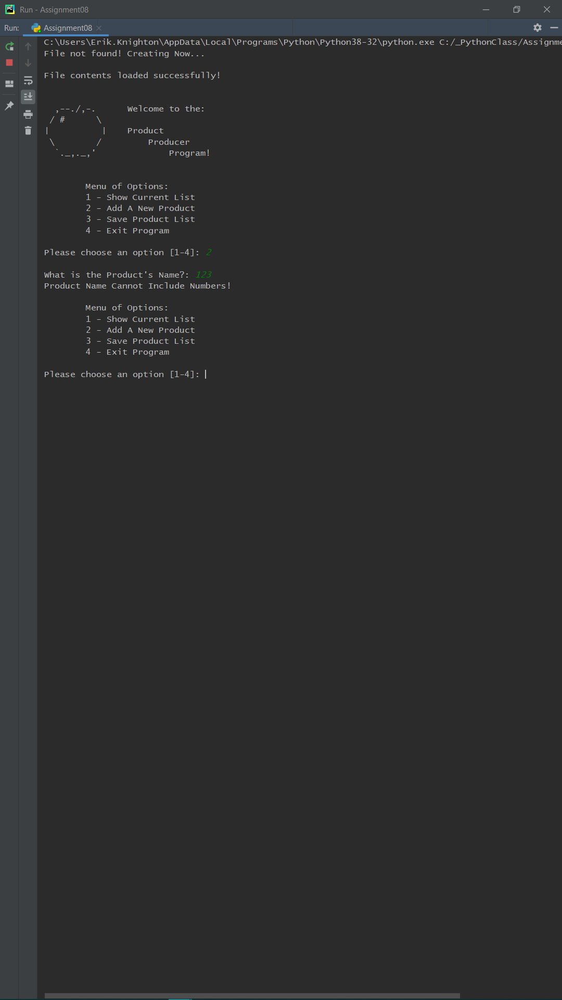 Run - Assignment08
Run: Assignment08
C:\Users\Erik.Knighton\AppData\Local\Programs\Python\Python38-32\python.exe C:/_PythonClass/Assignme
File not found! Creating Now...
File contents loaded successfully!
  ,--./,-.      Welcome to the:
 / #      \
|          |    Product
 \        /         Producer
  `._,._,'              Program!
        Menu of Options:
        1 - Show Current List
        2 - Add A New Product
        3 - Save Product List
        4 - Exit Program
Please choose an option [1-4]: 2
What is the Product's Name?: 123
Product Name Cannot Include Numbers!
        Menu of Options:
        1 - Show Current List
        2 - Add A New Product
        3 - Save Product List
        4 - Exit Program
Please choose an option [1-4]: